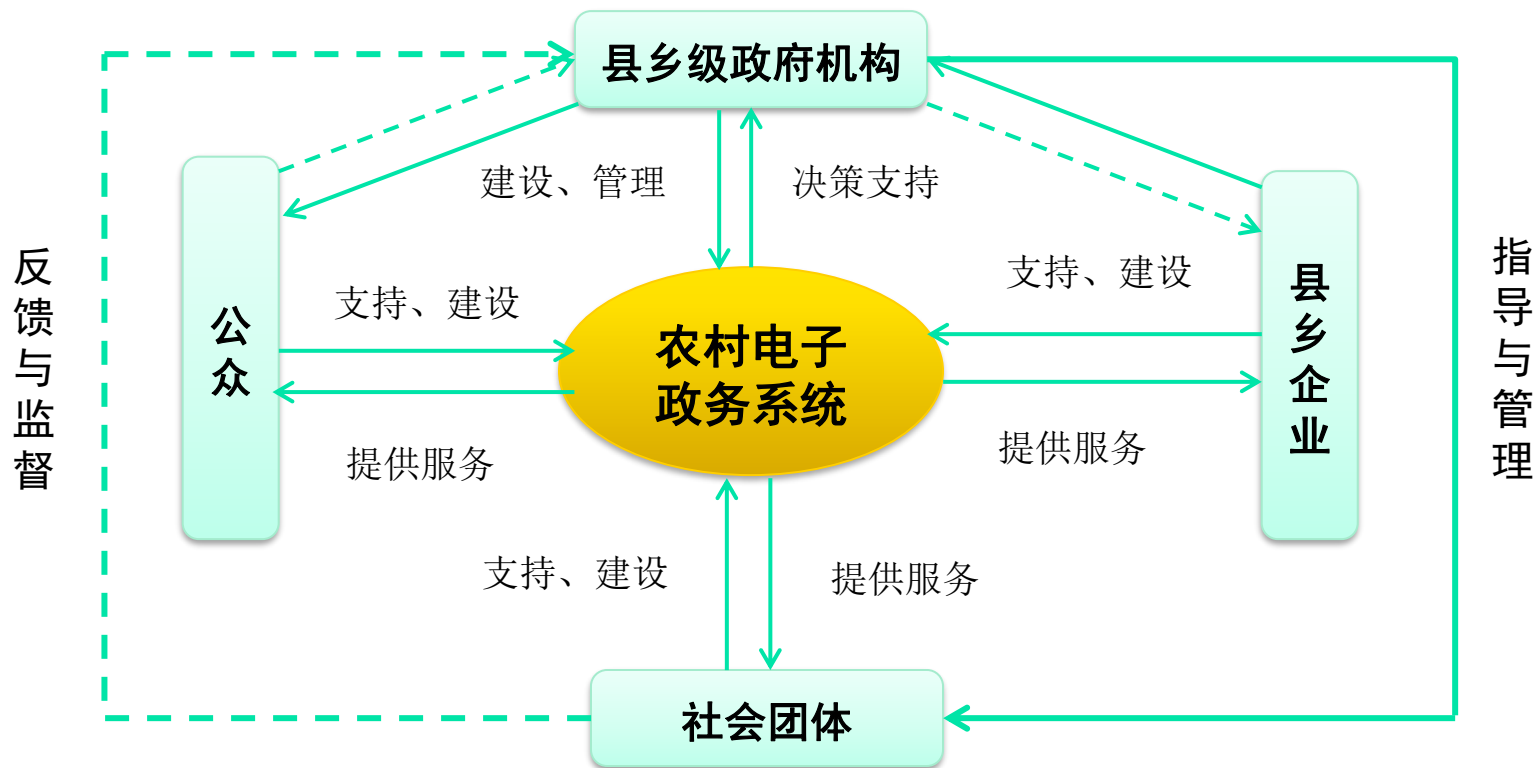 县乡级政府机构
建设、管理
决策支持
反馈与监督
公众
支持、建设
提供服务
农村电子
政务系统
支持、建设
提供服务
县乡企业
指导与管理
支持、建设
提供服务
社会团体